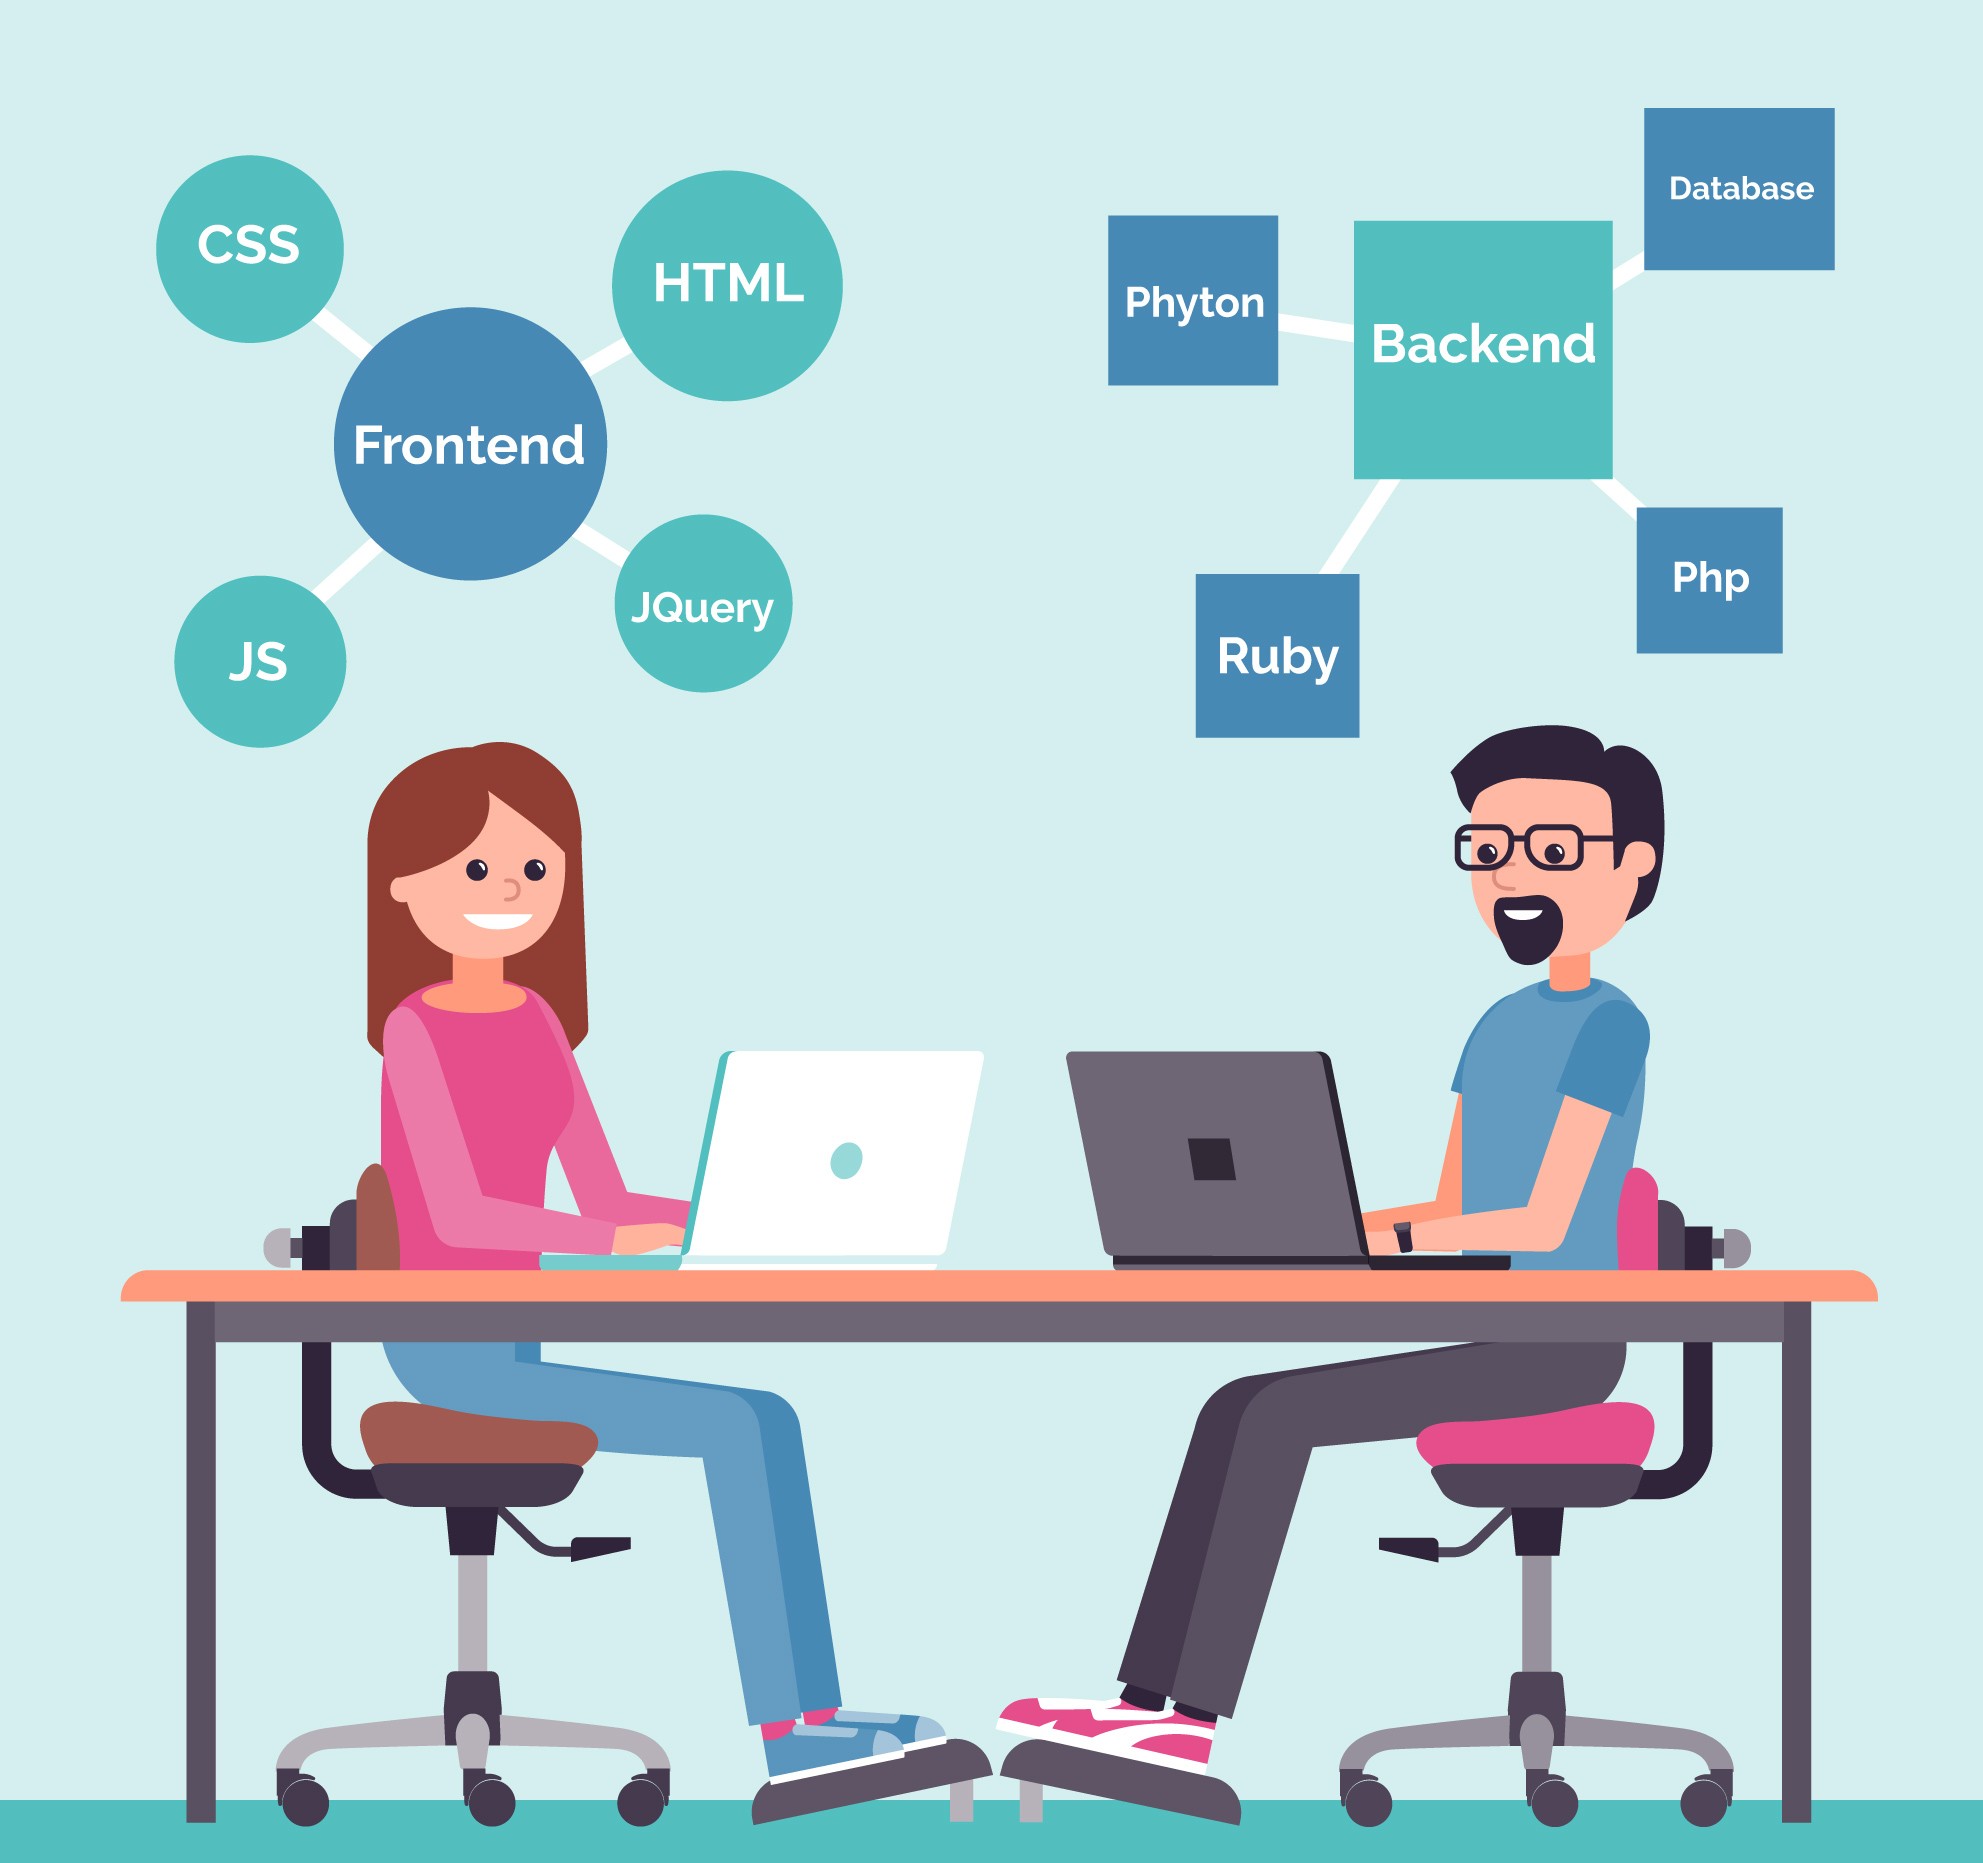 CSS
HTML
Frontend
JQuery
JS
Database
Phyton
Backend
Php
Ruby